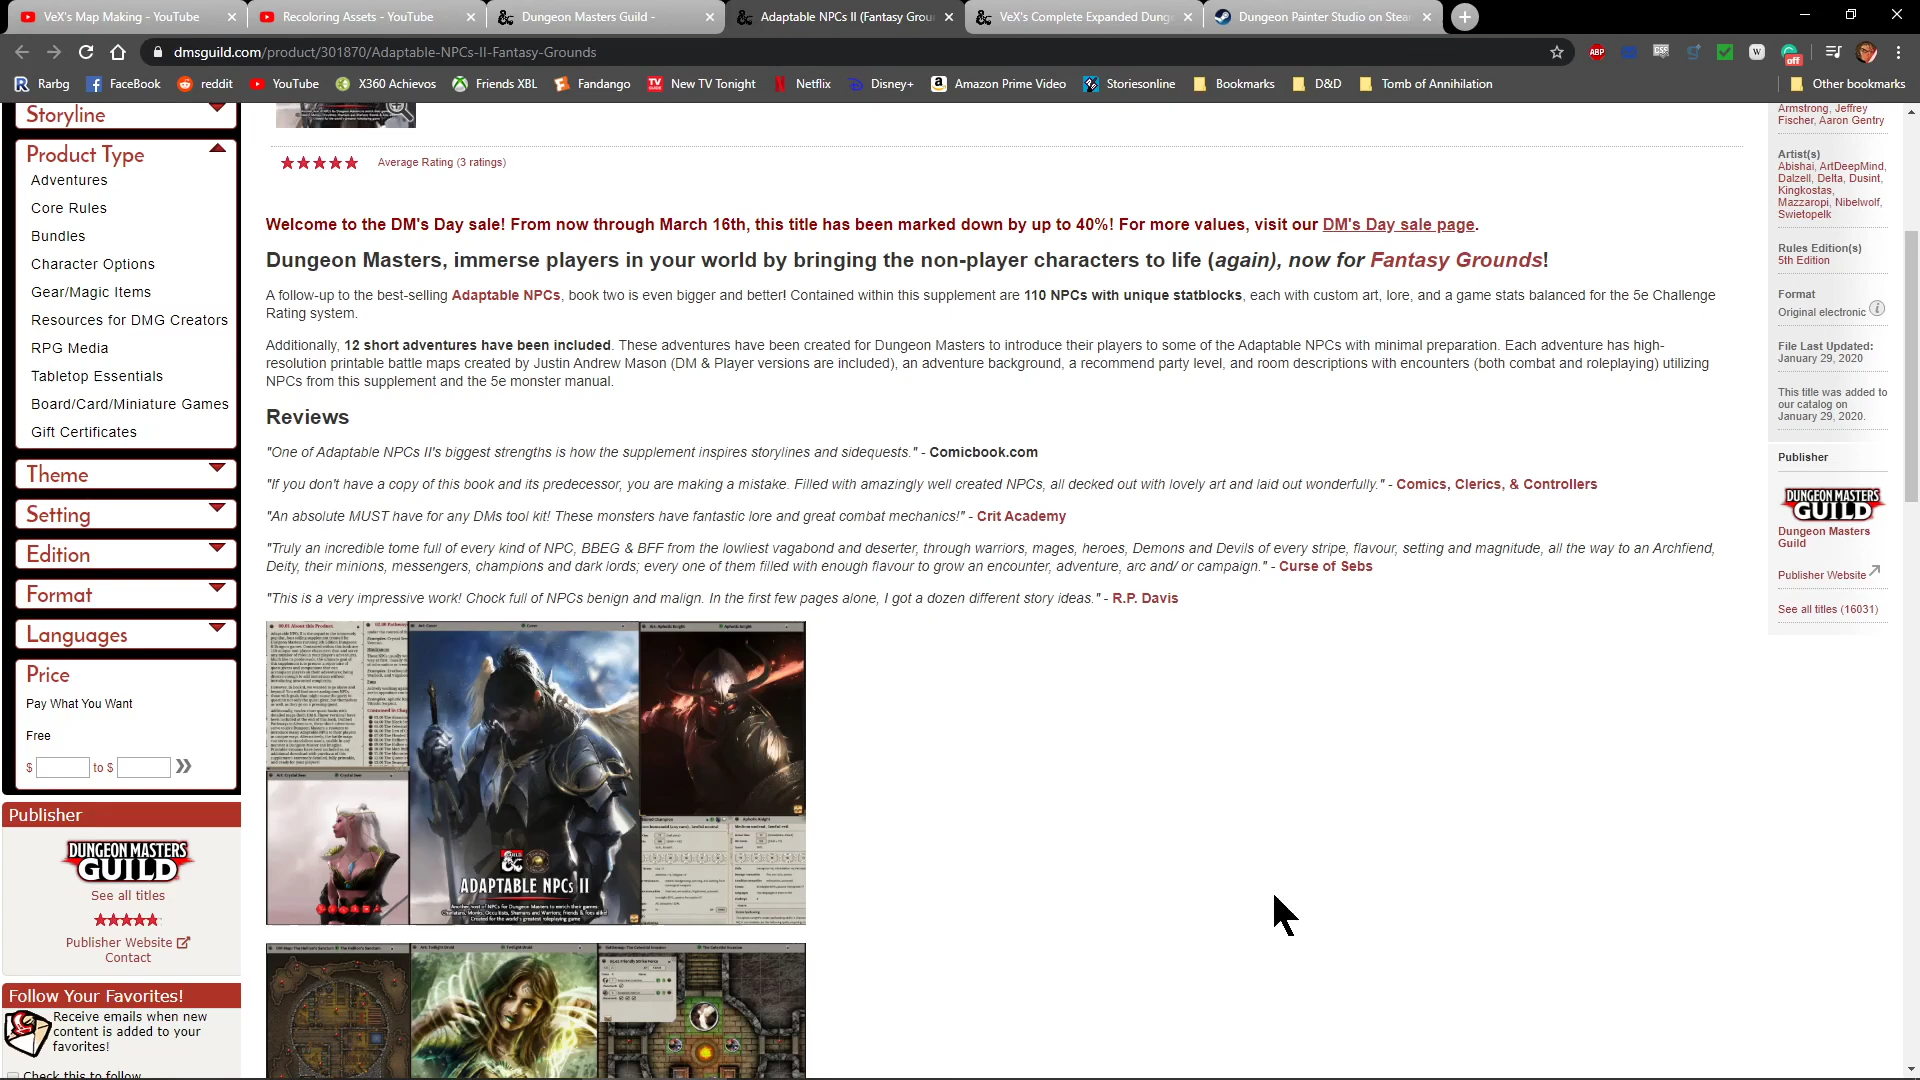 VeX's Map Making - YouTube
Recoloring Assets - YouTube
Dungeon Masters Guild -
Adaptable NPCs II (Fantasy Grou
VeX's Complete Expanded Dung
Dungeon Painter Studio on Stea
dmsguild.com/product/301870/Adaptable-NPCs-II-Fantasy-Grounds
ABP
off
Rarbg
FaceBook
reddit
YouTube
X360 Achievos
Friends XBL
Fandango
New TV Tonight
Netflix
Disney+
Amazon Prime Video
Storiesonline
Bookmarks
D&D
Tomb of Annihilation
Other bookmarks
Storyline
Product Type
Adventures
Core Rules
Bundles
Character Options
Gear/Magic Items
Resources for DMG Creators
RPG Media
Tabletop Essentials
Board/Card/Miniature Games
Gift Certificates
Theme
Setting
Edition
Format
Languages
Price
Pay What You Want
Free
$ to $
Publisher
DUNGEON MASTERS
GUILD
See all titles
Publisher Website
Contact
Follow Your Favorites!
Receive emails when new
content is added to your
favorites!
Check this to follow
Average Rating (3 ratings)
Welcome to the DM's Day sale! From now through March 16th, this title has been marked down by up to 40%! For more values, visit our DM's Day sale page.
Dungeon Masters, immerse players in your world by bringing the non-player characters to life (again), now for Fantasy Grounds!
A follow-up to the best-selling Adaptable NPCs, book two is even bigger and better! Contained within this supplement are 110 NPCs with unique statblocks, each with custom art, lore, and a game stats balanced for the 5e Challenge
Rating system.
Additionally, 12 short adventures have been included. These adventures have been created for Dungeon Masters to introduce their players to some of the Adaptable NPCs with minimal preparation. Each adventure has high-
resolution printable battle maps created by Justin Andrew Mason (DM & Player versions are included), an adventure background, a recommend party level, and room descriptions with encounters (both combat and roleplaying) utilizing
NPCs from this supplement and the 5e monster manual.
Reviews
"One of Adaptable NPCs II's biggest strengths is how the supplement inspires storylines and sidequests." - Comicbook.com
"If you don't have a copy of this book and its predecessor, you are making a mistake. Filled with amazingly well created NPCs, all decked out with lovely art and laid out wonderfully." - Comics, Clerics, & Controllers
"An absolute MUST have for any DMs tool kit! These monsters have fantastic lore and great combat mechanics!" - Crit Academy
"Truly an incredible tome full of every kind of NPC, BBEG & BFF from the lowliest vagabond and deserter, through warriors, mages, heroes, Demons and Devils of every stripe, flavour, setting and magnitude, all the way to an Archfiend,
Deity, their minions, messengers, champions and dark lords; every one of them filled with enough flavour to grow an encounter, adventure, arc and/ or campaign." - Curse of Sebs
"This is a very impressive work! Chock full of NPCs benign and malign. In the first few pages alone, I got a dozen different story ideas." - R.P. Davis
ADAPTABLE NPCs II
Armstrong, Jeffrey
Fischer, Aaron Gentry
Artist(s)
Abishai, ArtDeepMind,
Dalzell, Delta, Dusint,
Kingkostas,
Mazzaropi, Nibelwolf,
Swietopelk
Rules Edition(s)
5th Edition
Format
Original electronic
File Last Updated:
January 29, 2020
This title was added to
our catalog on
January 29, 2020.
Publisher
DUNGEON MASTERS
GUILD
Dungeon Masters
Guild
Publisher Website
See all titles (16031)